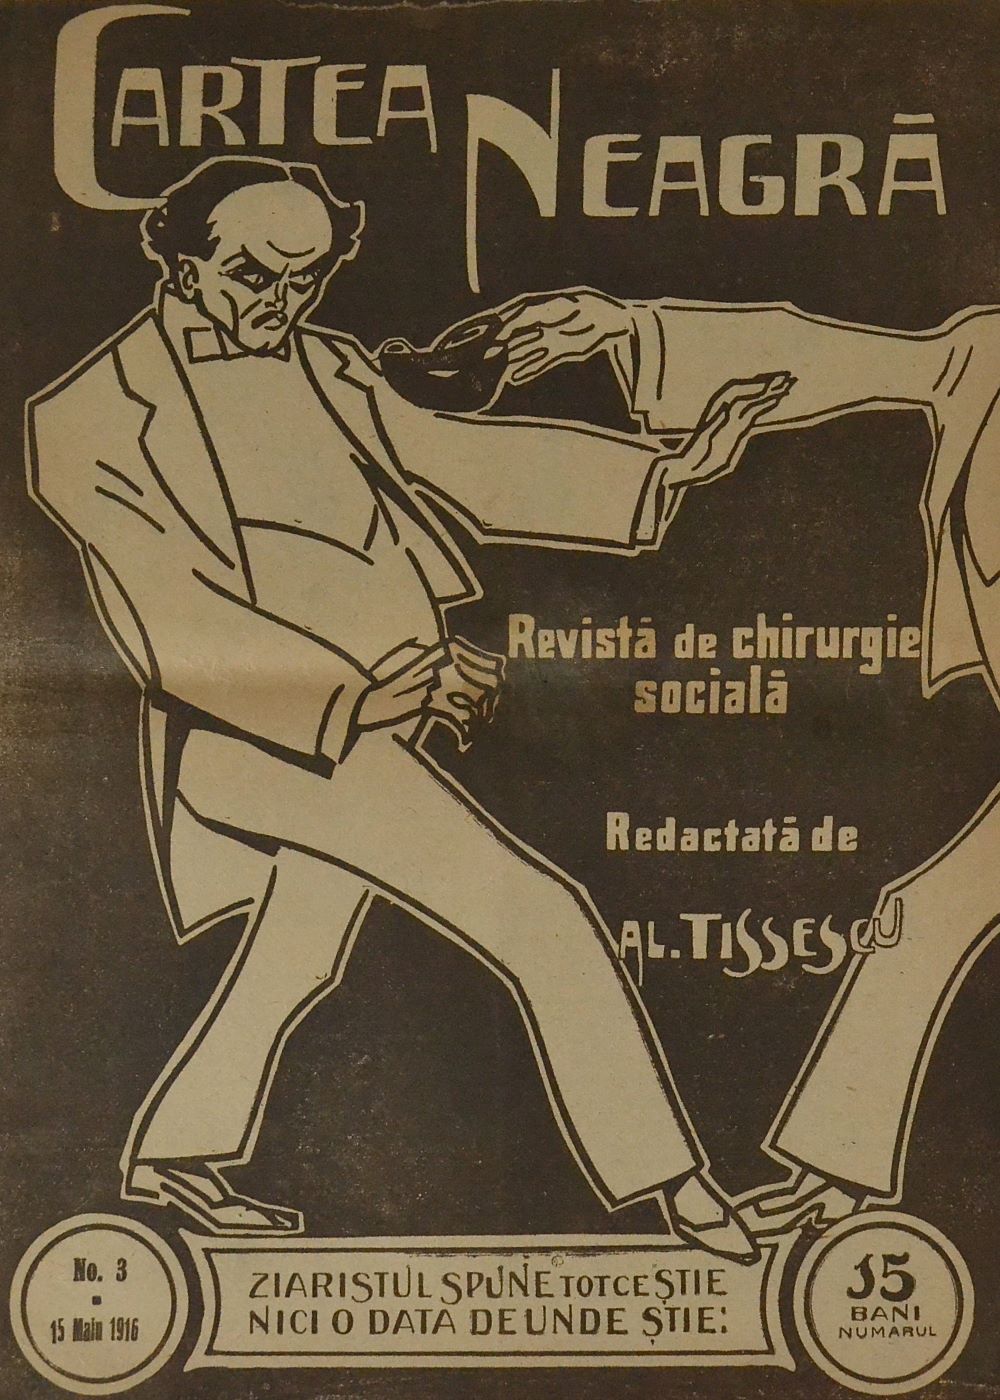 CARTEA NEAGRĂ
Revistă de chirurgie
socială
Redactată de
AL. TISSESCU
No. 3
15 Main 1916
ZIARISTUL SPUNE TOT CE ȘTIE
NICI O DATA DE UNDE ȘTIE:
15
BANI
NUMARUL